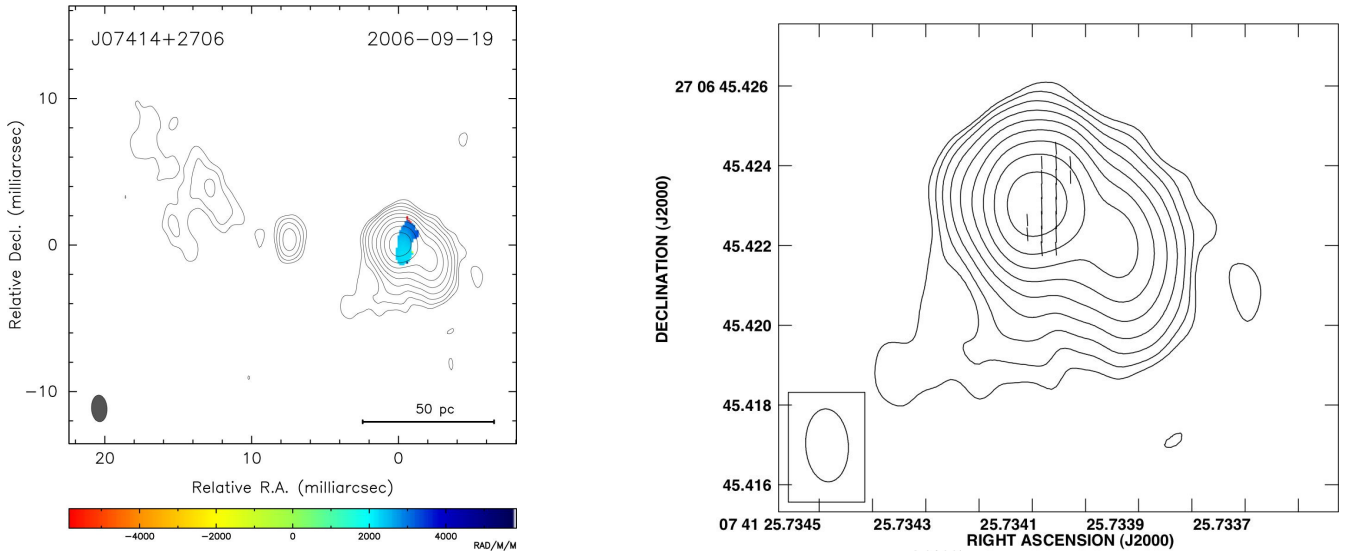 J07414+2706 2006-09-19
10
0
-10
Relative Decl. (milliarcsec)
50 pc
20 10 0
Relative R.A. (milliarcsec)
-4000 -2000 0 2000 4000
RAD/M/M
27 06 45.426
45.424
45.422
45.420
45.418
45.416
DECLINATION (J2000)
07 41 25.7345 25.7343 25.7341 25.7339 25.7337
RIGHT ASCENSION (J2000)